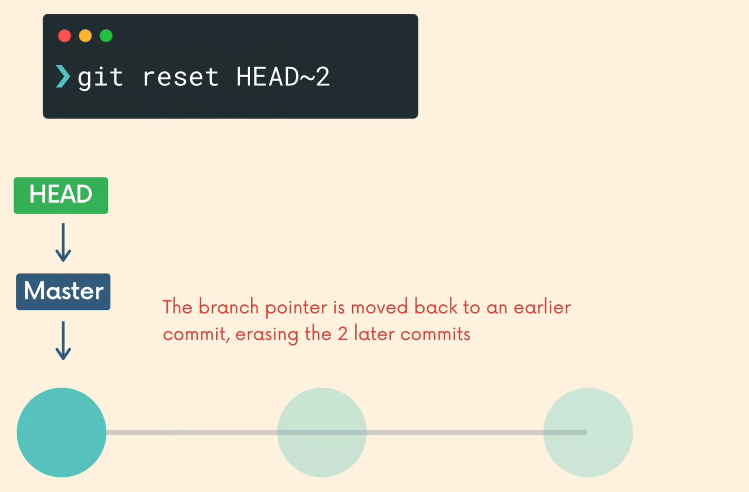 ❯git reset HEAD~2
HEAD
Master
The branch pointer is moved back to an earlier
commit, erasing the 2 later commits